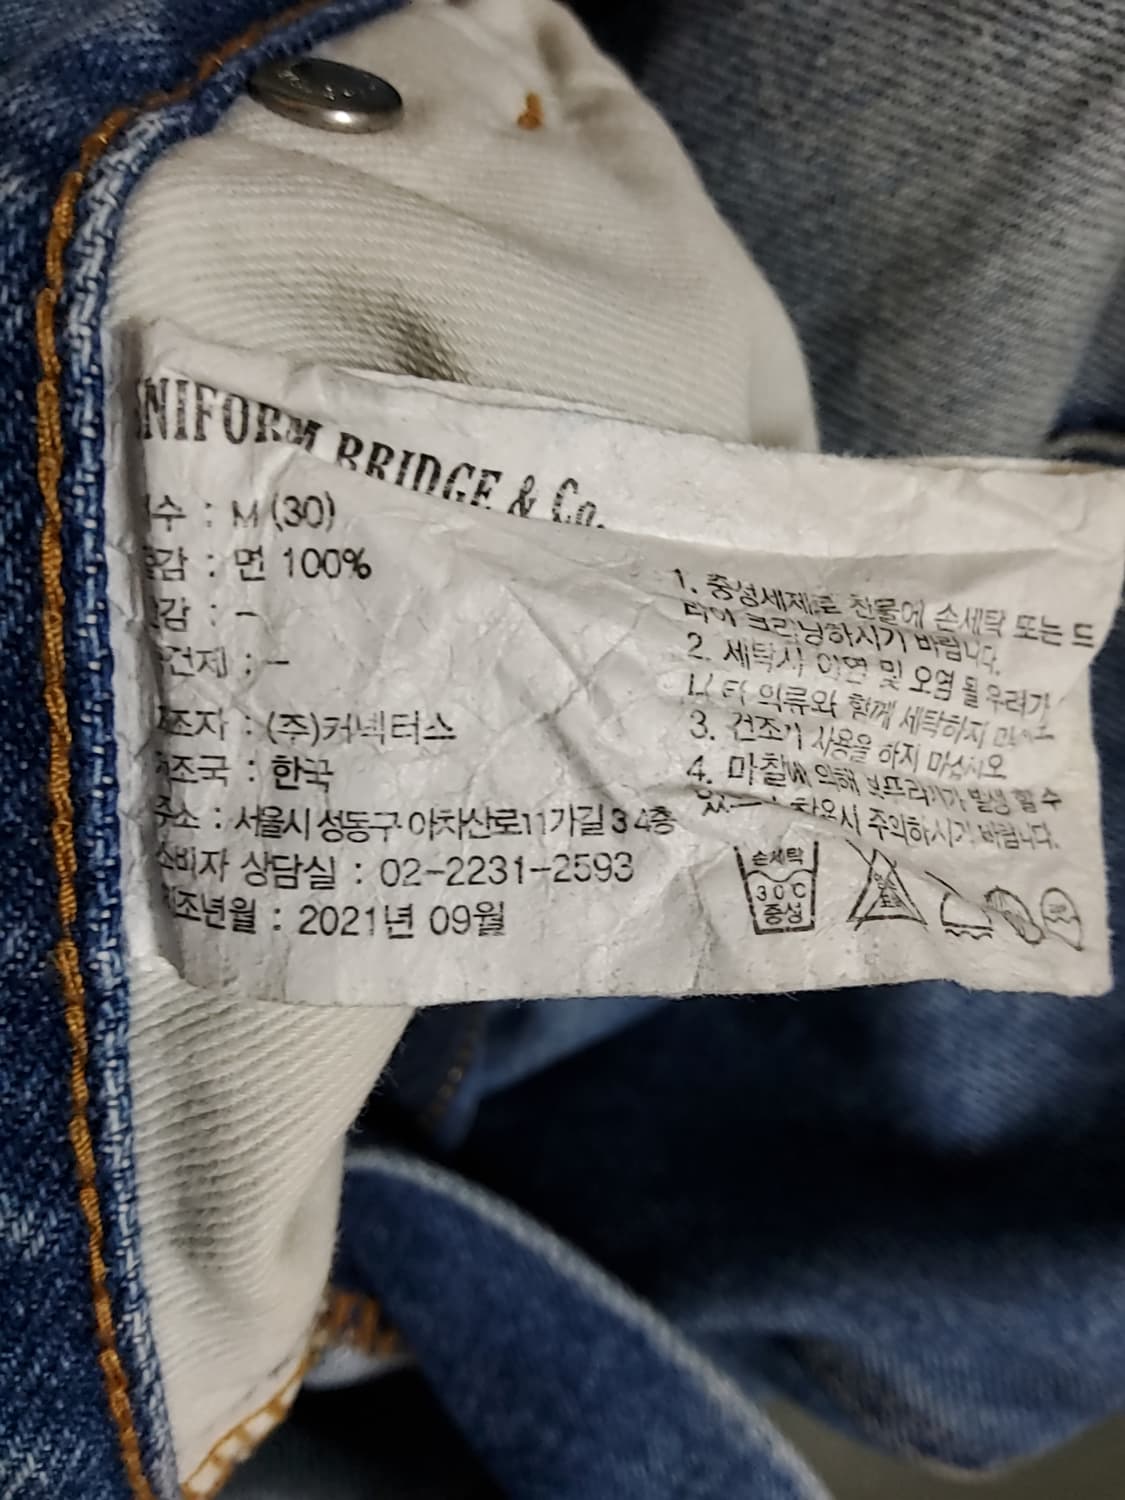 NIFORM BRIDGE & Co.
수 : M (30)
감 : 면 100%
감 : -
건제 : -
조자 : (주)커넥터스
조국 : 한국
주소 : 서울시 성동구 아차산로11가길 3 4층
소비자 상담실 : 02-2231-2593
조년월 : 2021년 09월
1. 중성세제로 찬물에 손세탁 또는 드
라이 크리닝하시기 바랍니다.
2. 세탁시 이염 및 오염 될 우려가
의류와 함께 세탁하지
3. 건조기 사용을 하지 마십시오
4. 마찰에 의해 보프라기가 발생 할 수
착용시 주의하시기 바랍니다.
손세탁
30℃
중성